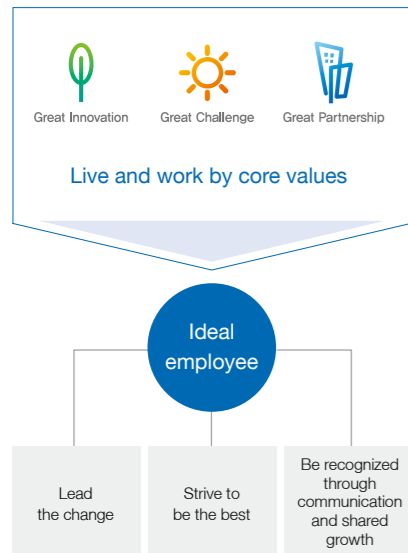 Great Innovation
Great Challenge
Great Partnership
Live and work by core values
Ideal
employee
Lead
the change
Strive to
be the best
Be recognized
through
communication
and shared
growth